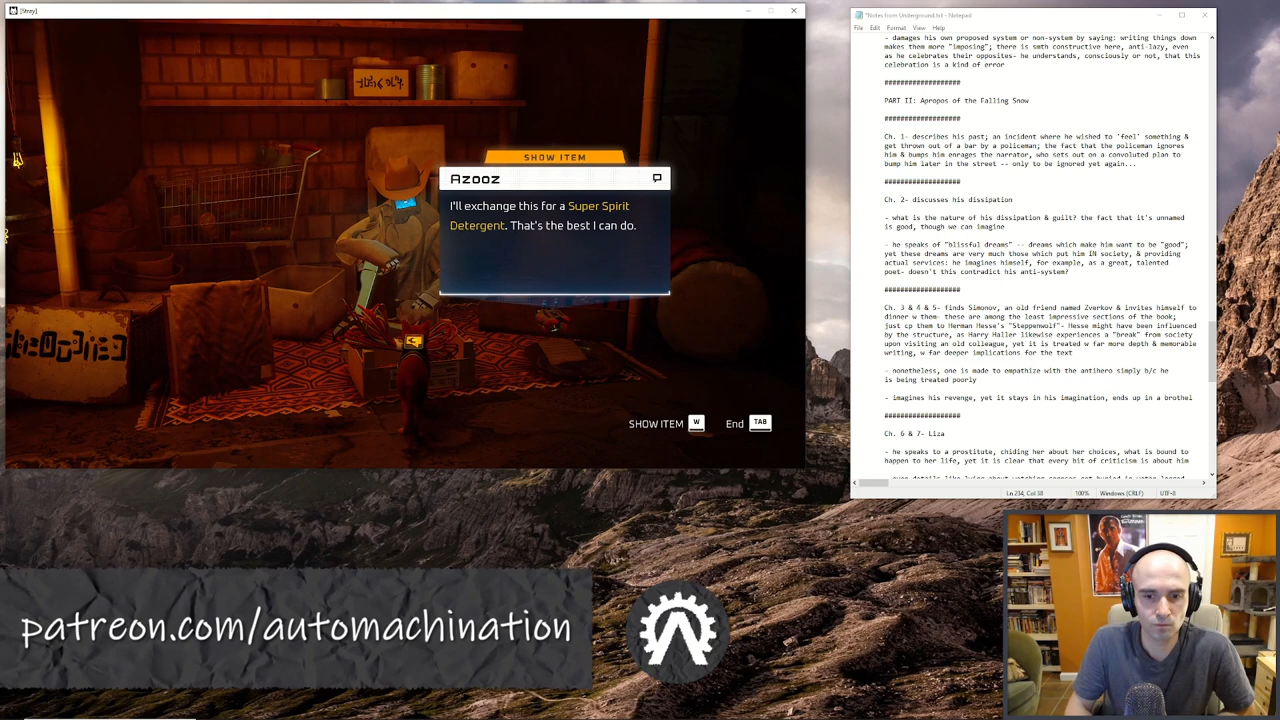 [Stray]
SHOW ITEM
Azooz
I'll exchange this for a Super Spirit
Detergent. That's the best I can do.
SHOW ITEM W End TAB
*Notes from Underground.txt - Notepad
File Edit Format View Help
- damages his own proposed system or non-system by saying: writing things down
makes them more "imposing"; there is smth constructive here, anti-lazy, even
as he celebrates their opposites- he understands, consciously or not, that this
celebration is a kind of error
##################
PART II: Apropos of the Falling Snow
##################
Ch. 1- describes his past; an incident where he wished to 'feel' something &
get thrown out of a bar by a policeman; the fact that the policeman ignores
him & bumps him enrages the narrator, who sets out on a convoluted plan to
bump him later in the street -- only to be ignored yet again...
##################
Ch. 2- discusses his dissipation
- what is the nature of his dissipation & guilt? the fact that it's unnamed
is good, though we can imagine
- he speaks of "blissful dreams" -- dreams which make him want to be "good";
yet these dreams are very much those which put him IN society, & providing
actual services: he imagines himself, for example, as a great, talented
poet- doesn't this contradict his anti-system?
##################
Ch. 3 & 4 & 5- finds Simonov, an old friend named Zverkov & invites himself to
dinner w them- these are among the least impressive sections of the book;
just cp them to Herman Hesse's "Steppenwolf"- Hesse might have been influenced
by the structure, as Harry Haller likewise experiences a "break" from society
upon visiting an old colleague, yet it is treated w far more depth & memorable
writing, w far deeper implications for the text
- nonetheless, one is made to empathize with the antihero simply b/c he
is being treated poorly
- imagines his revenge, yet it stays in his imagination, ends up in a brothel
##################
Ch. 6 & 7- Liza
- he speaks to a prostitute, chiding her about her choices, what is bound to
happen to her life, yet it is clear that every bit of criticism is about him
Ln 234, Col 38 100% Windows (CRLF) UTF-8
patreon.com/automachination